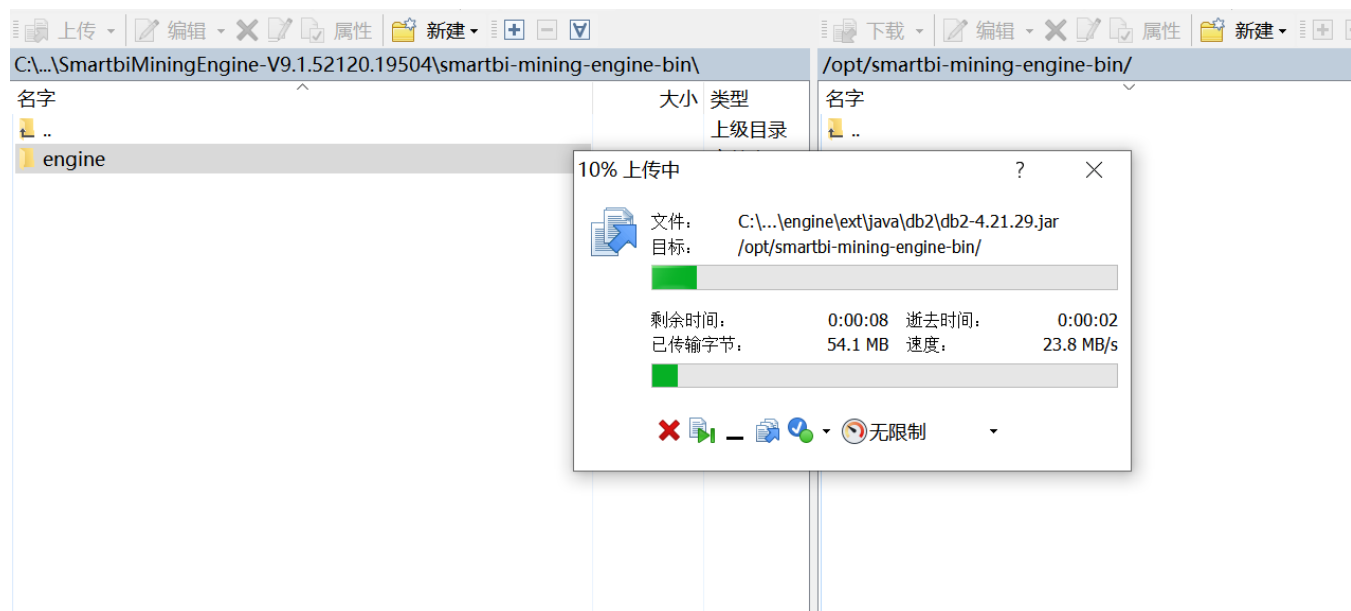 上传 编辑 属性 新建 下载 编辑 属性 新建
C:\...\SmartbiMiningEngine-V9.1.52120.19504\smartbi-mining-engine-bin\ /opt/smartbi-mining-engine-bin/
名字 大小 类型 名字
.. 上级目录 ..
engine
10% 上传中 ?
文件: C:\...\engine\ext\java\db2\db2-4.21.29.jar
目标: /opt/smartbi-mining-engine-bin/
剩余时间: 0:00:08 逝去时间: 0:00:02
已传输字节: 54.1 MB 速度: 23.8 MB/s
无限制